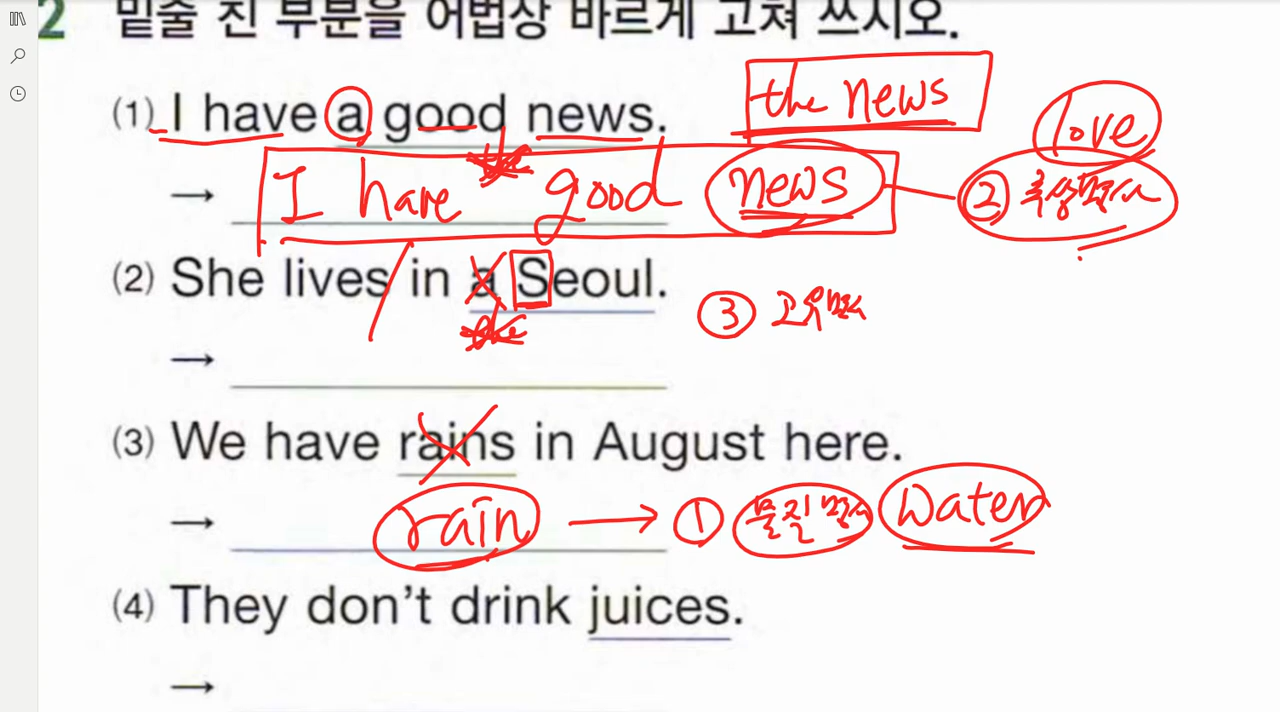 2 밑줄 친 부분을 어법상 바르게 고쳐 쓰시오.
(1) I have a good news.
the news
love
→ I have the good news
② 추상명사
(2) She lives in a Seoul.
the
③ 고유명사
→
(3) We have rains in August here.
→ rain → ① 물질명사 water
(4) They don't drink juices.
→